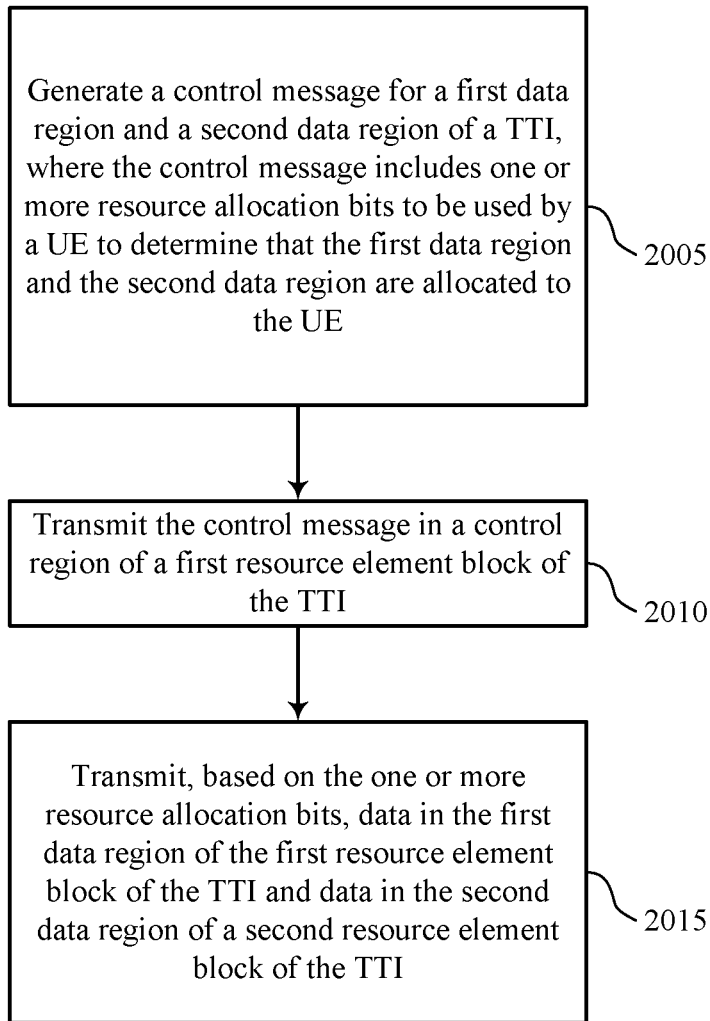 Generate a control message for a first data
region and a second data region of a TTI,
where the control message includes one or
more resource allocation bits to be used by
a UE to determine that the first data region
and the second data region are allocated to
the UE
2005
Transmit the control message in a control
region of a first resource element block of
the TTI
2010
Transmit, based on the one or more
resource allocation bits, data in the first
data region of the first resource element
block of the TTI and data in the second
data region of a second resource element
block of the TTI
2015